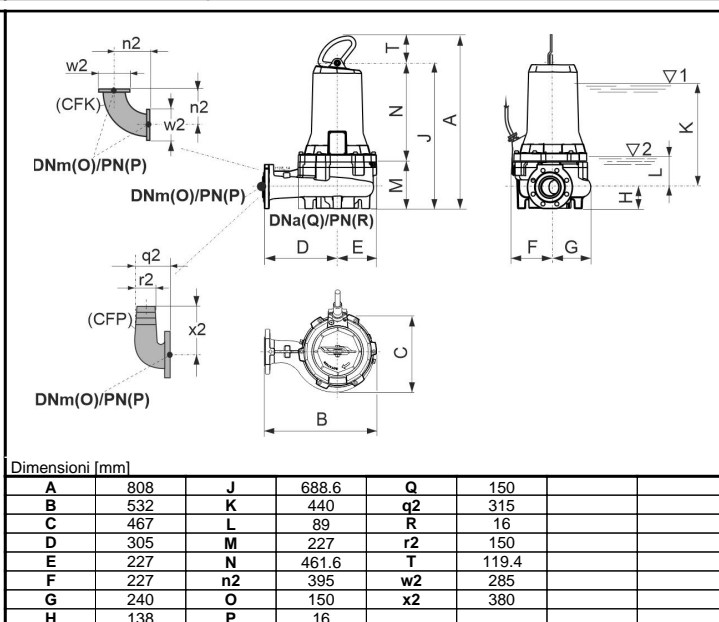 n2
w2
(CFK)
n2
w2
DNm(O)/PN(P)
DNm(O)/PN(P)
T
N
J
A
M
DNa(Q)/PN(R)
D
E
1
K
2
L
H
F
G
q2
r2
(CFP)
x2
DNm(O)/PN(P)
C
B
Dimensioni [mm]
A 808 J 688.6 Q 150
B 532 K 440 q2 315
C 467 L 89 R 16
D 305 M 227 r2 150
E 227 N 461.6 T 119.4
F 227 n2 395 w2 285
G 240 O 150 x2 380
H 138 P 16